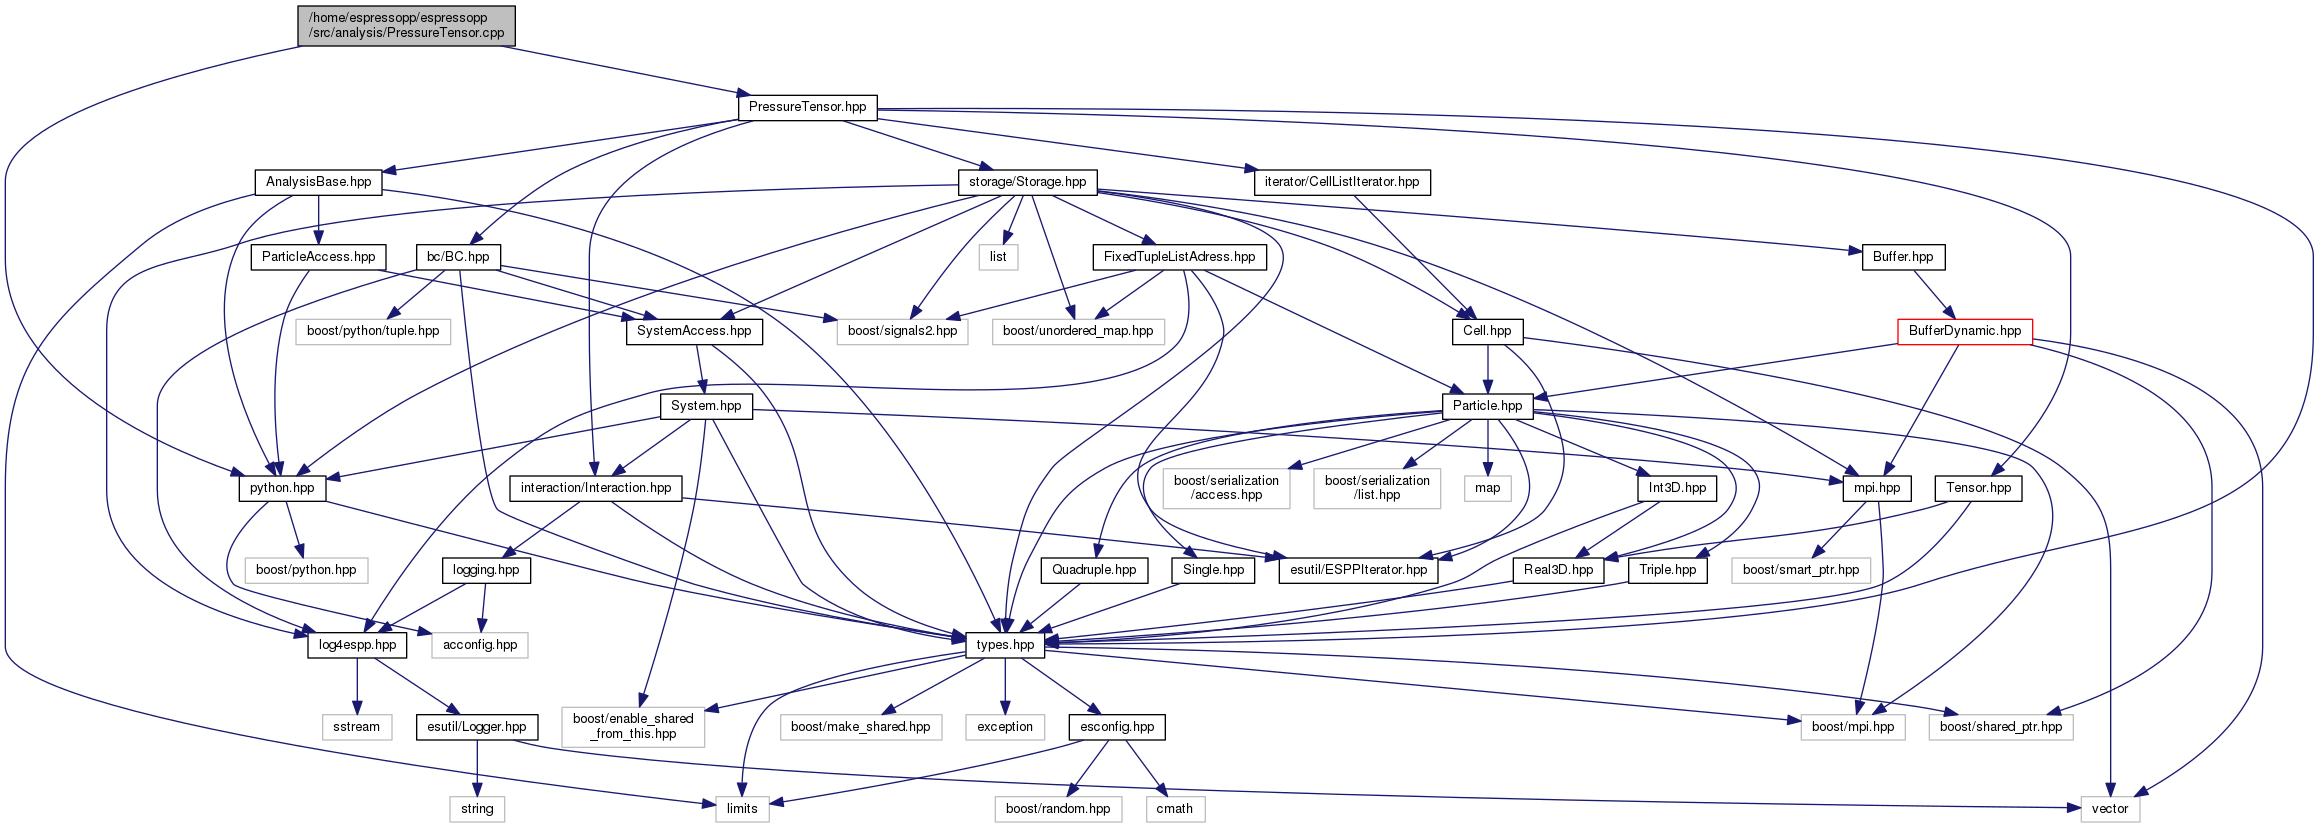 /home/espressopp/espressopp
/src/analysis/PressureTensor.cpp
PressureTensor.hpp
AnalysisBase.hpp
storage/Storage.hpp
iterator/CellListIterator.hpp
ParticleAccess.hpp
bc/BC.hpp
list
FixedTupleListAdress.hpp
Buffer.hpp
boost/python/tuple.hpp
SystemAccess.hpp
boost/signals2.hpp
boost/unordered_map.hpp
Cell.hpp
BufferDynamic.hpp
System.hpp
Particle.hpp
python.hpp
interaction/Interaction.hpp
boost/serialization
/access.hpp
boost/serialization
/list.hpp
map
Int3D.hpp
mpi.hpp
Tensor.hpp
boost/python.hpp
logging.hpp
Quadruple.hpp
Single.hpp
esutil/ESPPIterator.hpp
Real3D.hpp
Triple.hpp
boost/smart_ptr.hpp
log4espp.hpp
acconfig.hpp
types.hpp
sstream
esutil/Logger.hpp
boost/enable_shared
_from_this.hpp
boost/make_shared.hpp
exception
esconfig.hpp
boost/mpi.hpp
boost/shared_ptr.hpp
string
limits
boost/random.hpp
cmath
vector